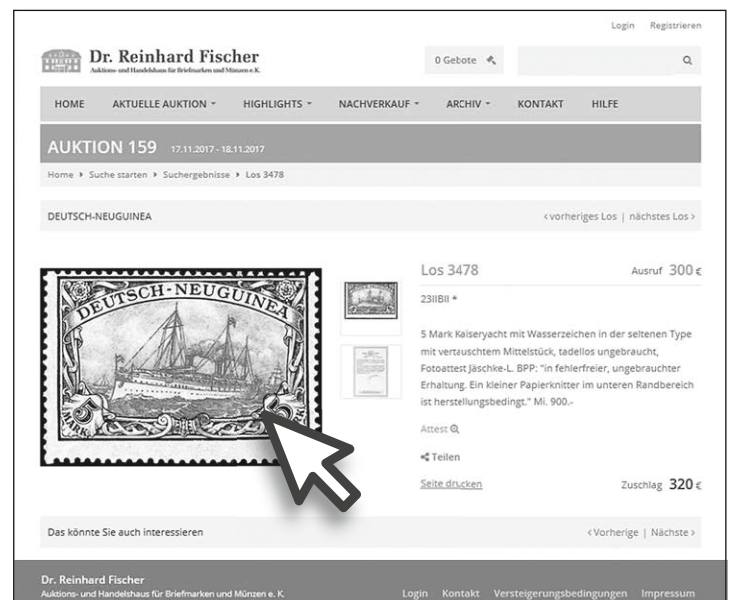 Login Registrieren
Dr. Reinhard Fischer
Auktions- und Handelshaus für Briefmarken und Münzen e.K.
0 Gebote
HOME AKTUELLE AUKTION HIGHLIGHTS NACHVERKAUF ARCHIV KONTAKT HILFE
AUKTION 159 17.11.2017 - 18.11.2017
Home Suche starten Suchergebnisse Los 3478
DEUTSCH-NEUGUINEA
‹ vorheriges Los | nächstes Los ›
DEUTSCH-NEUGUINEA
5 5
MARK
Los 3478
Ausruf 300 €
23IIBII *
5 Mark Kaiseryacht mit Wasserzeichen in der seltenen Type
mit vertauschtem Mittelstück, tadellos ungebraucht,
Fotoattest Jäschke-L. BPP: "in fehlerfreier, ungebrauchter
Erhaltung. Ein kleiner Papierknitter im unteren Randbereich
ist herstellungsbedingt." Mi. 900.-
Attest
Teilen
Seite drucken
Zuschlag 320 €
Das könnte Sie auch interessieren
‹ Vorherige | Nächste ›
Dr. Reinhard Fischer
Auktions- und Handelshaus für Briefmarken und Münzen e. K.
Login Kontakt Versteigerungsbedingungen Impressum